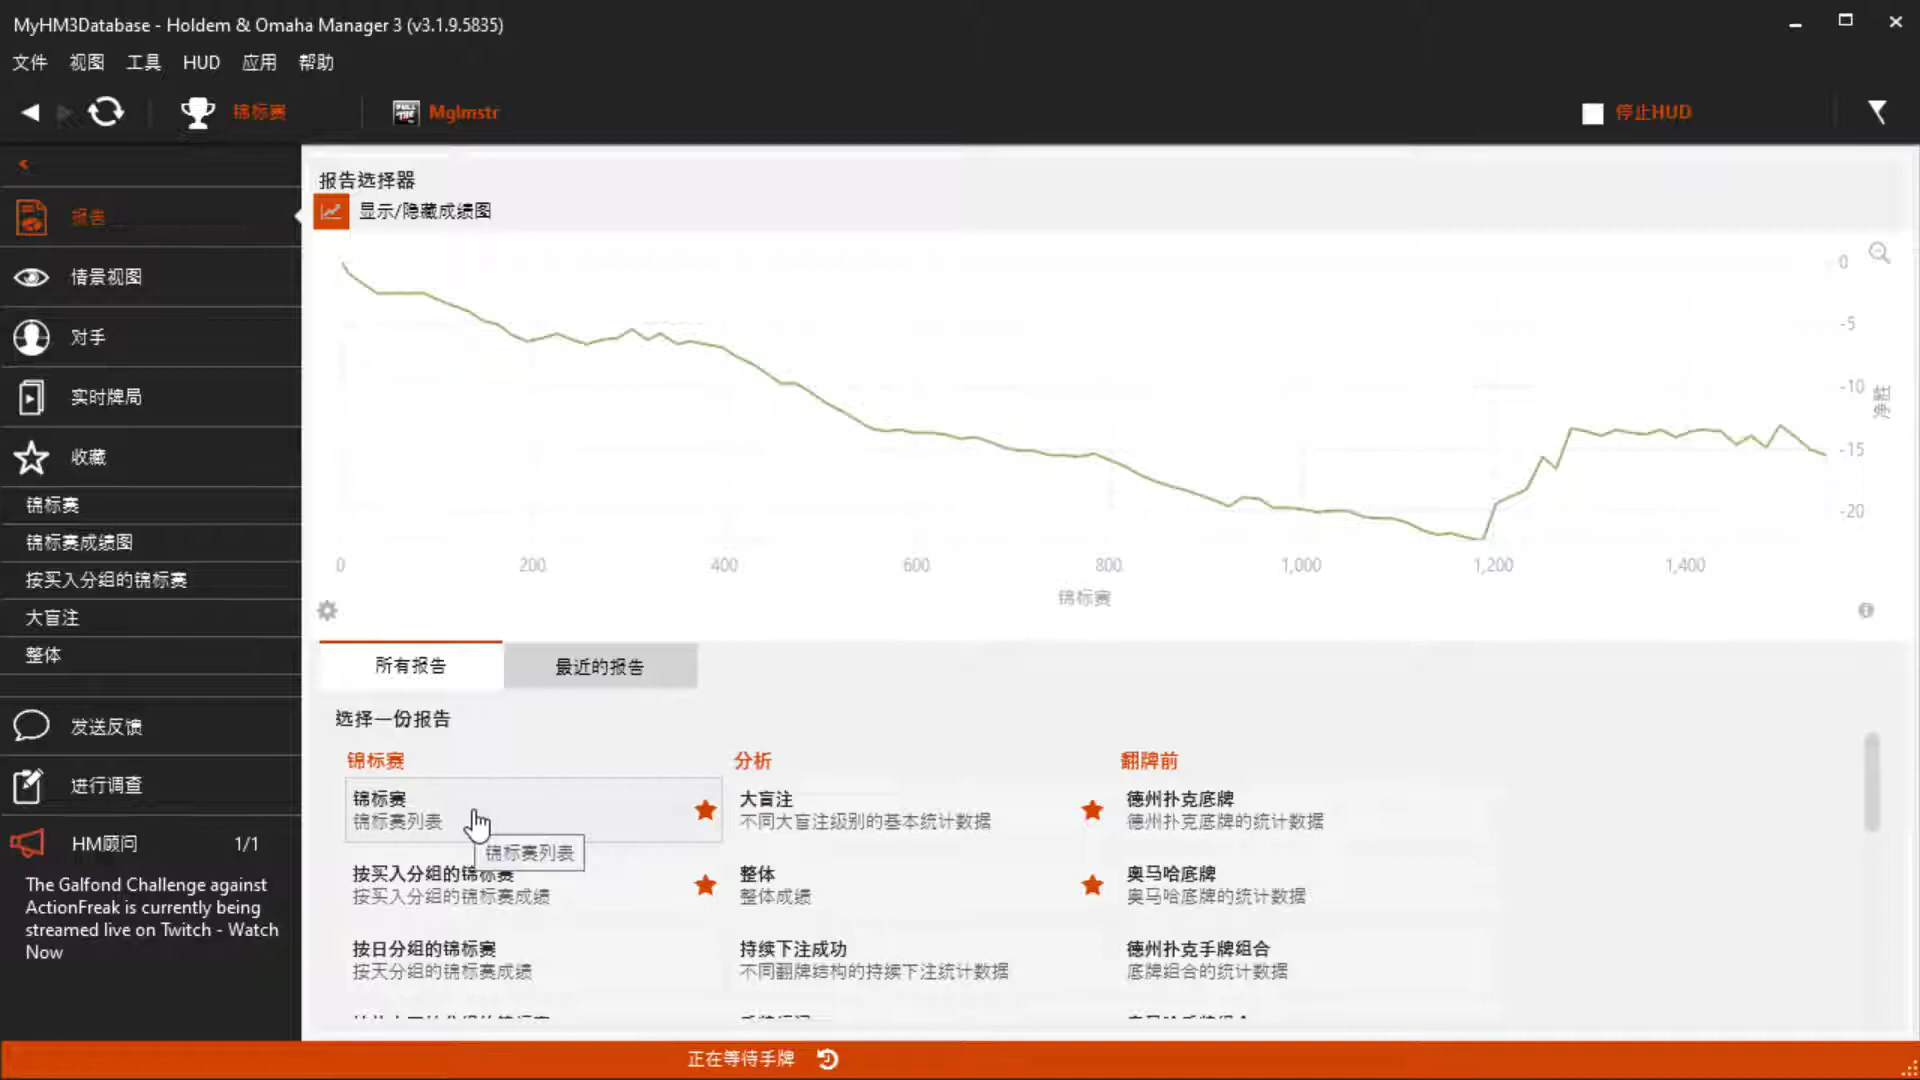 MyHM3Database - Holdem & Omaha Manager 3 (v3.1.9.5835)
文件 视图 工具 HUD 应用 帮助
锦标赛
FULL TILT
Mglmstr
停止HUD
报告
情景视图
对手
实时牌局
收藏
锦标赛
锦标赛成绩图
按买入分组的锦标赛
大盲注
整体
发送反馈
进行调查
HM顾问 1/1
The Galfond Challenge against
ActionFreak is currently being
streamed live on Twitch - Watch
Now
报告选择器
显示/隐藏成绩图
0
-5
-10
-15
-20
净胜
0 200 400 600 800 1,000 1,200 1,400
锦标赛
所有报告 最近的报告
选择一份报告
锦标赛 分析 翻牌前
锦标赛 大盲注 德州扑克底牌
锦标赛列表 不同大盲注级别的基本统计数据 德州扑克底牌的统计数据
锦标赛列表
按买入分组的锦标赛 整体 奥马哈底牌
按买入分组的锦标赛成绩 整体成绩 奥马哈底牌的统计数据
按日分组的锦标赛 持续下注成功 德州扑克手牌组合
按天分组的锦标赛成绩 不同翻牌结构的持续下注统计数据 底牌组合的统计数据
正在等待手牌